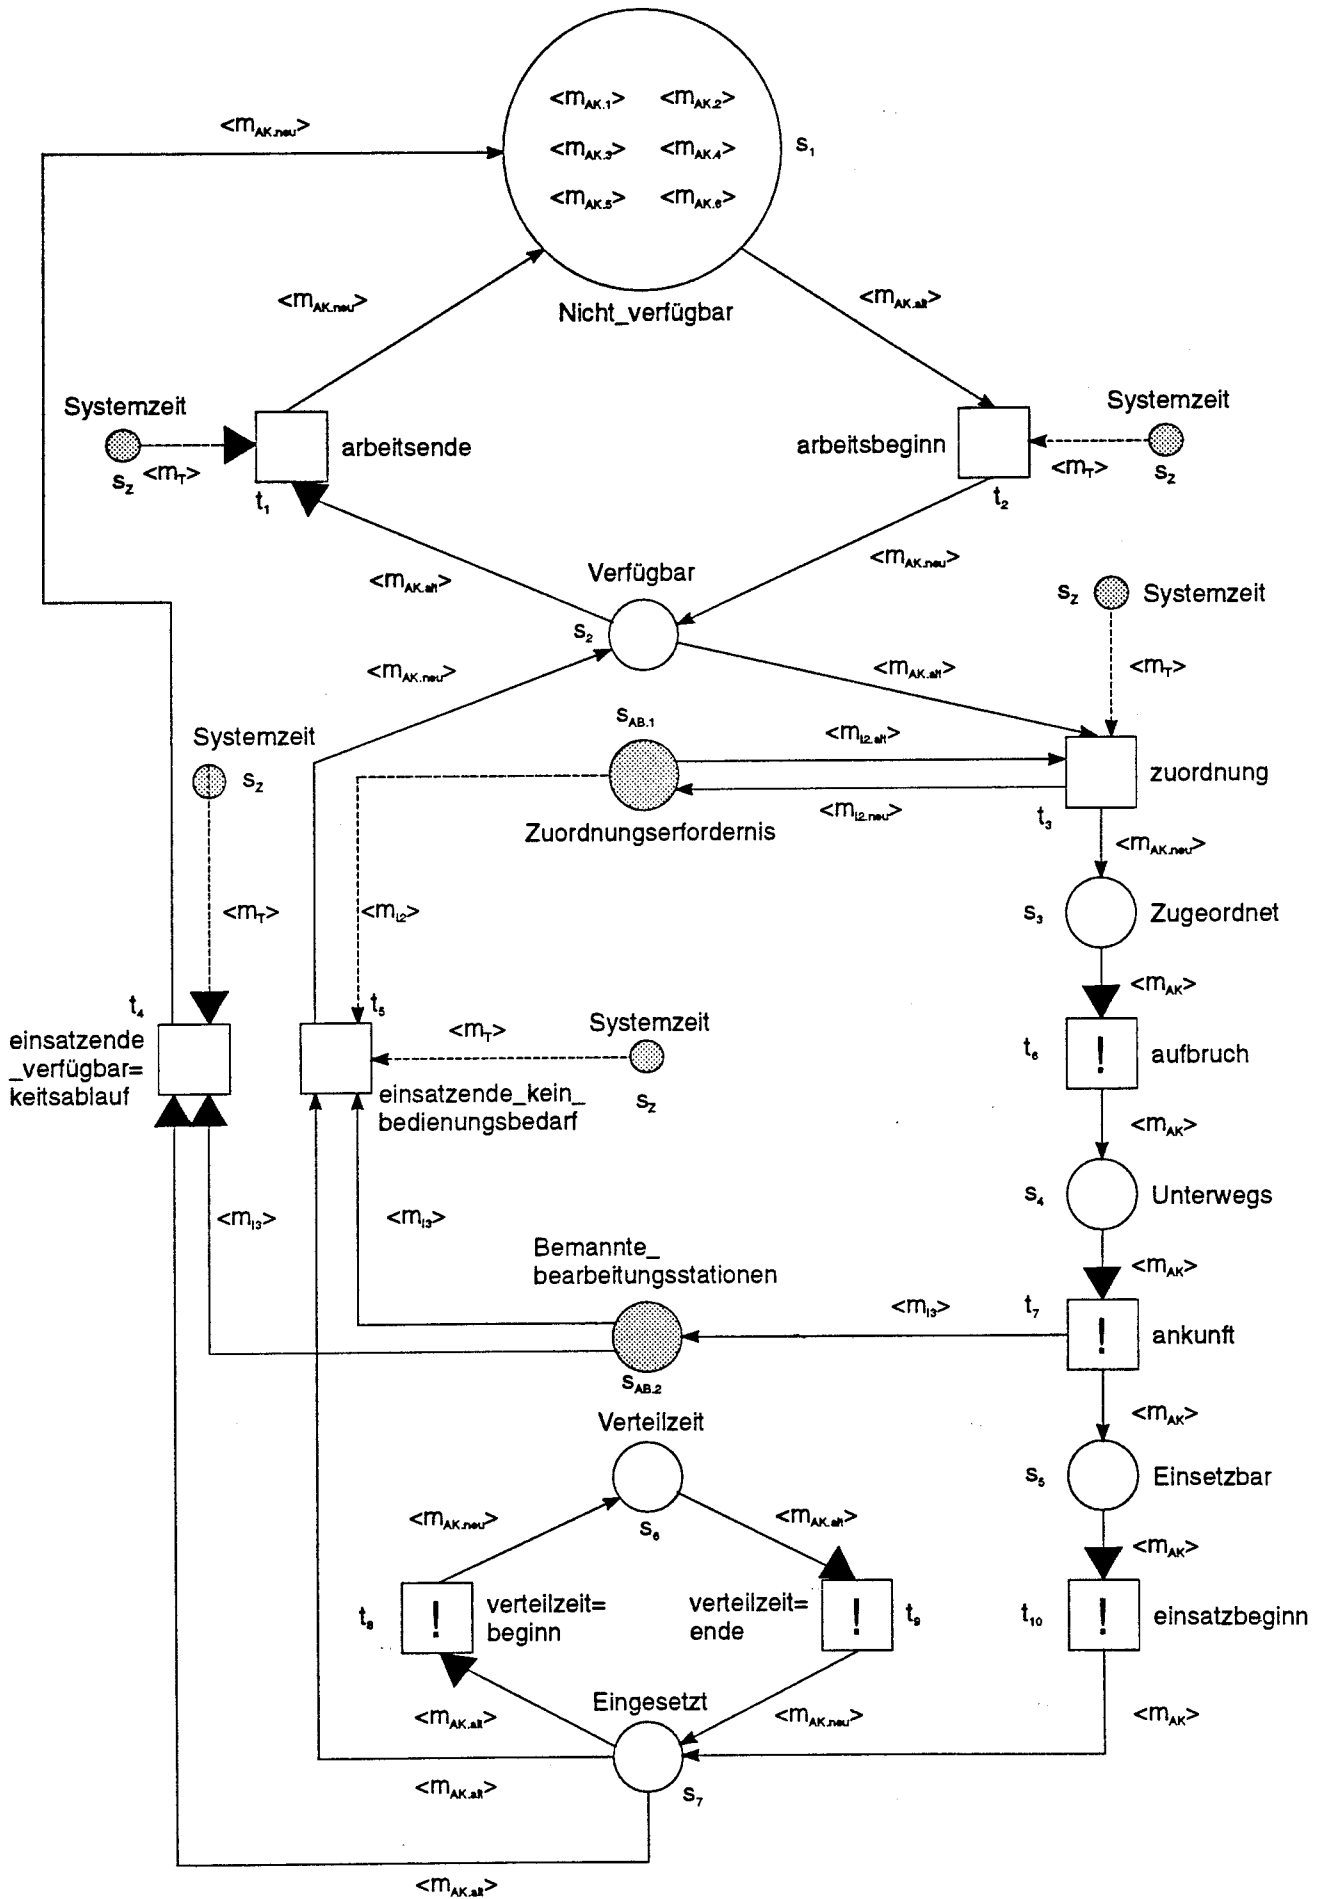 <m_AK.neu>
<m_AK.1> <m_AK.2>
<m_AK.3> <m_AK.4>
<m_AK.5> <m_AK.6>
s_1
Nicht_verfügbar
<m_AK.neu>
<m_AK.alt>
Systemzeit
s_Z
<m_T>
arbeitsende
t_1
arbeitsbeginn
t_2
Systemzeit
<m_T>
s_Z
<m_AK.alt>
<m_AK.neu>
Verfügbar
s_2
<m_AK.neu>
<m_AK.alt>
s_Z
Systemzeit
<m_T>
s_AB.1
Zuordnungserfordernis
<m_I2.alt>
<m_I2.neu>
zuordnung
t_3
<m_AK.neu>
Systemzeit
s_Z
<m_T>
<m_I2>
s_3
Zugeordnet
<m_AK>
t_4
einsatzende
_verfügbar=
keitsablauf
t_5
<m_T>
Systemzeit
s_Z
einsatzende_kein_
bedienungsbedarf
t_6
!
aufbruch
<m_AK>
s_4
Unterwegs
<m_I3>
<m_I3>
Bemannte_
bearbeitungsstationen
s_AB.2
<m_I3>
<m_AK>
t_7
!
ankunft
<m_AK>
Verteilzeit
s_6
s_5
Einsetzbar
<m_AK.neu>
<m_AK.alt>
<m_AK>
t_8
!
verteilzeit=
beginn
verteilzeit=
ende
!
t_9
t_10
!
einsatzbeginn
<m_AK.alt>
Eingesetzt
<m_AK.neu>
<m_AK>
s_7
<m_AK.alt>
<m_AK.alt>